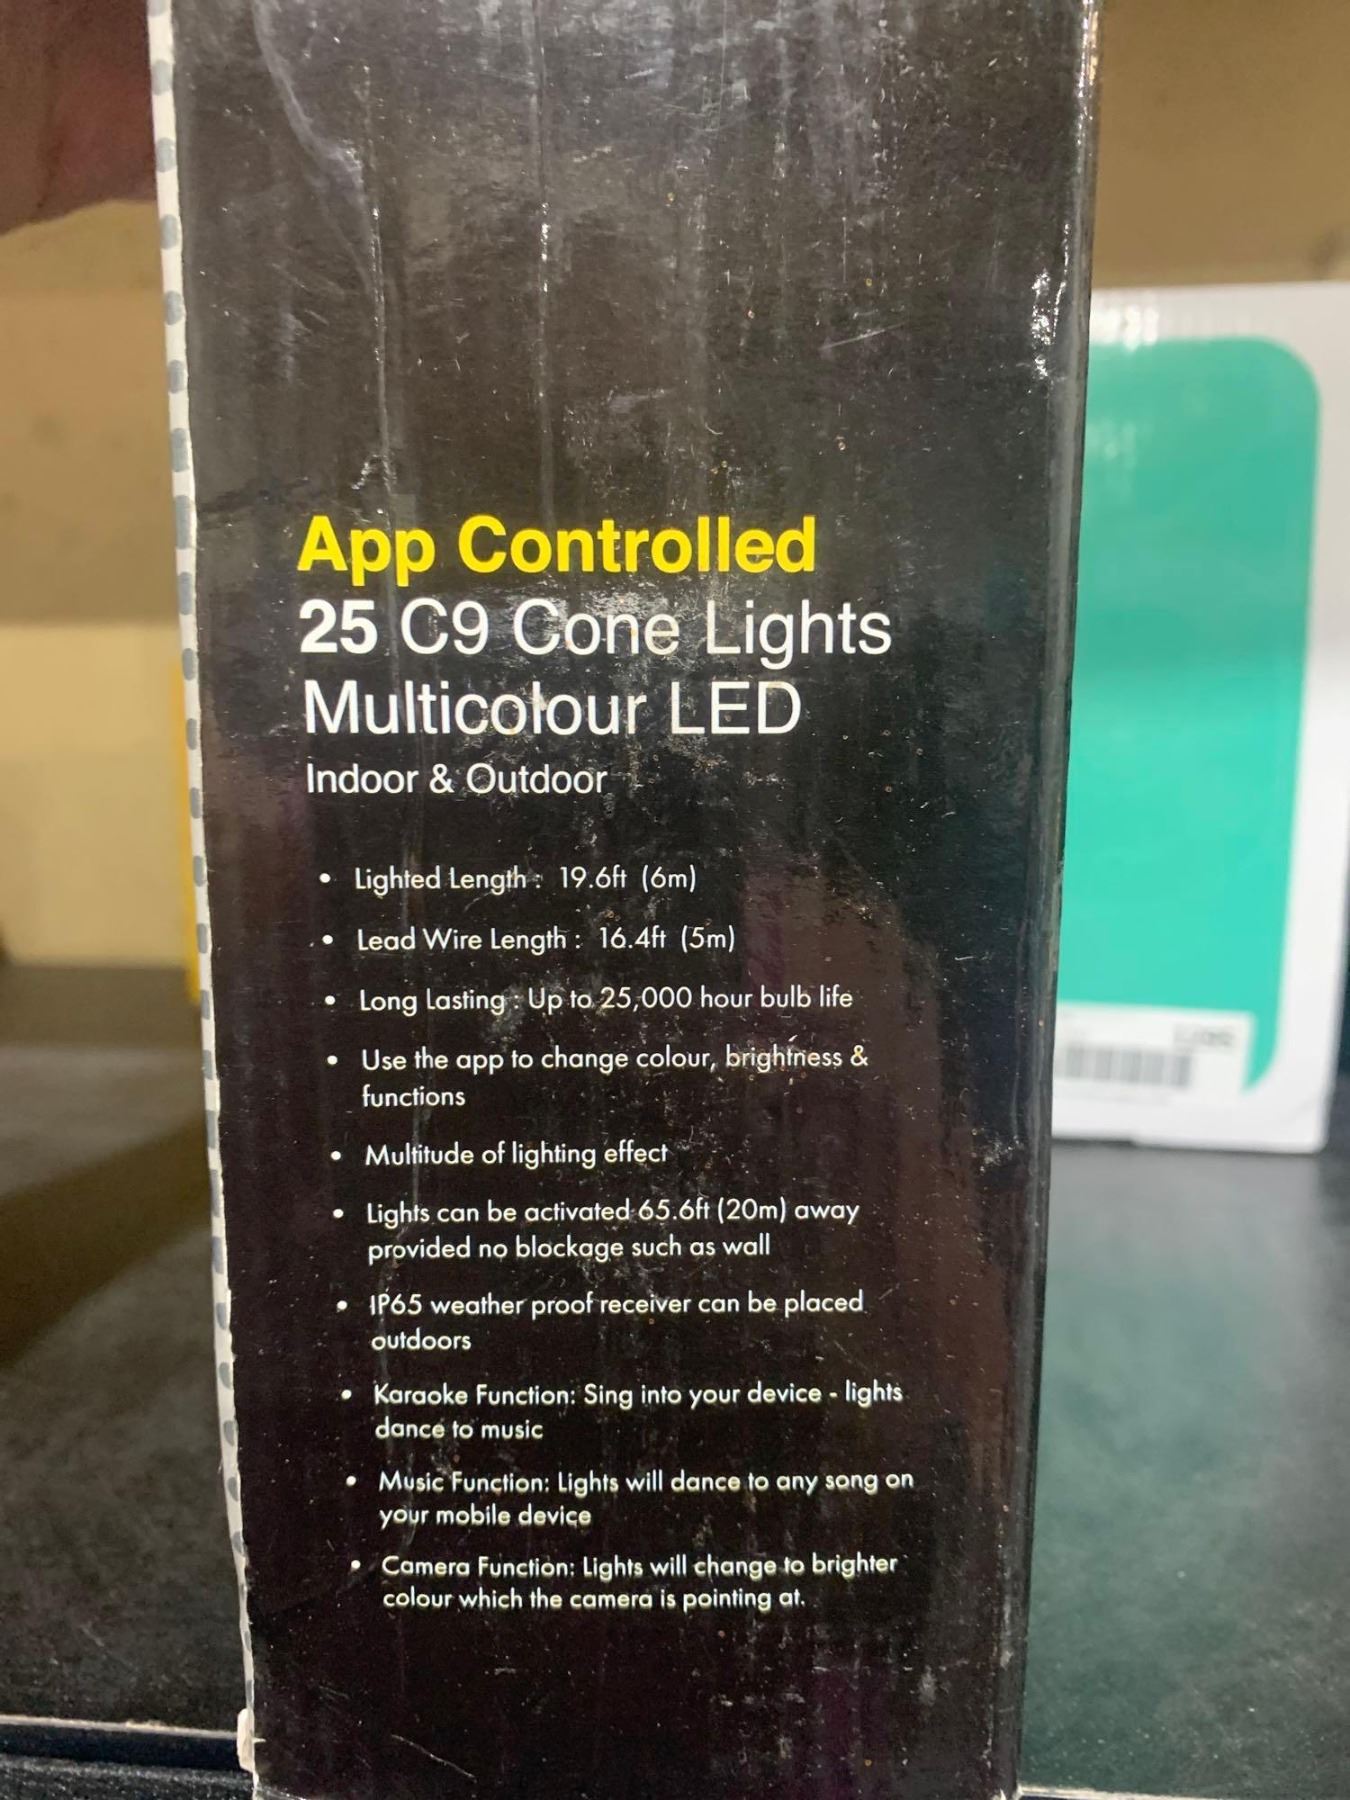 App Controlled
25 C9 Cone Lights
Multicolour LED
Indoor & Outdoor
• Lighted Length : 19.6ft (6m)
• Lead Wire Length : 16.4ft (5m)
• Long Lasting : Up to 25,000 hour bulb life
• Use the app to change colour, brightness &
functions
• Multitude of lighting effect
• Lights can be activated 65.6ft (20m) away
provided no blockage such as wall
• IP65 weather proof receiver can be placed
outdoors
• Karaoke Function: Sing into your device - lights
dance to music
• Music Function: Lights will dance to any song on
your mobile device
• Camera Function: Lights will change to brighter
colour which the camera is pointing at.